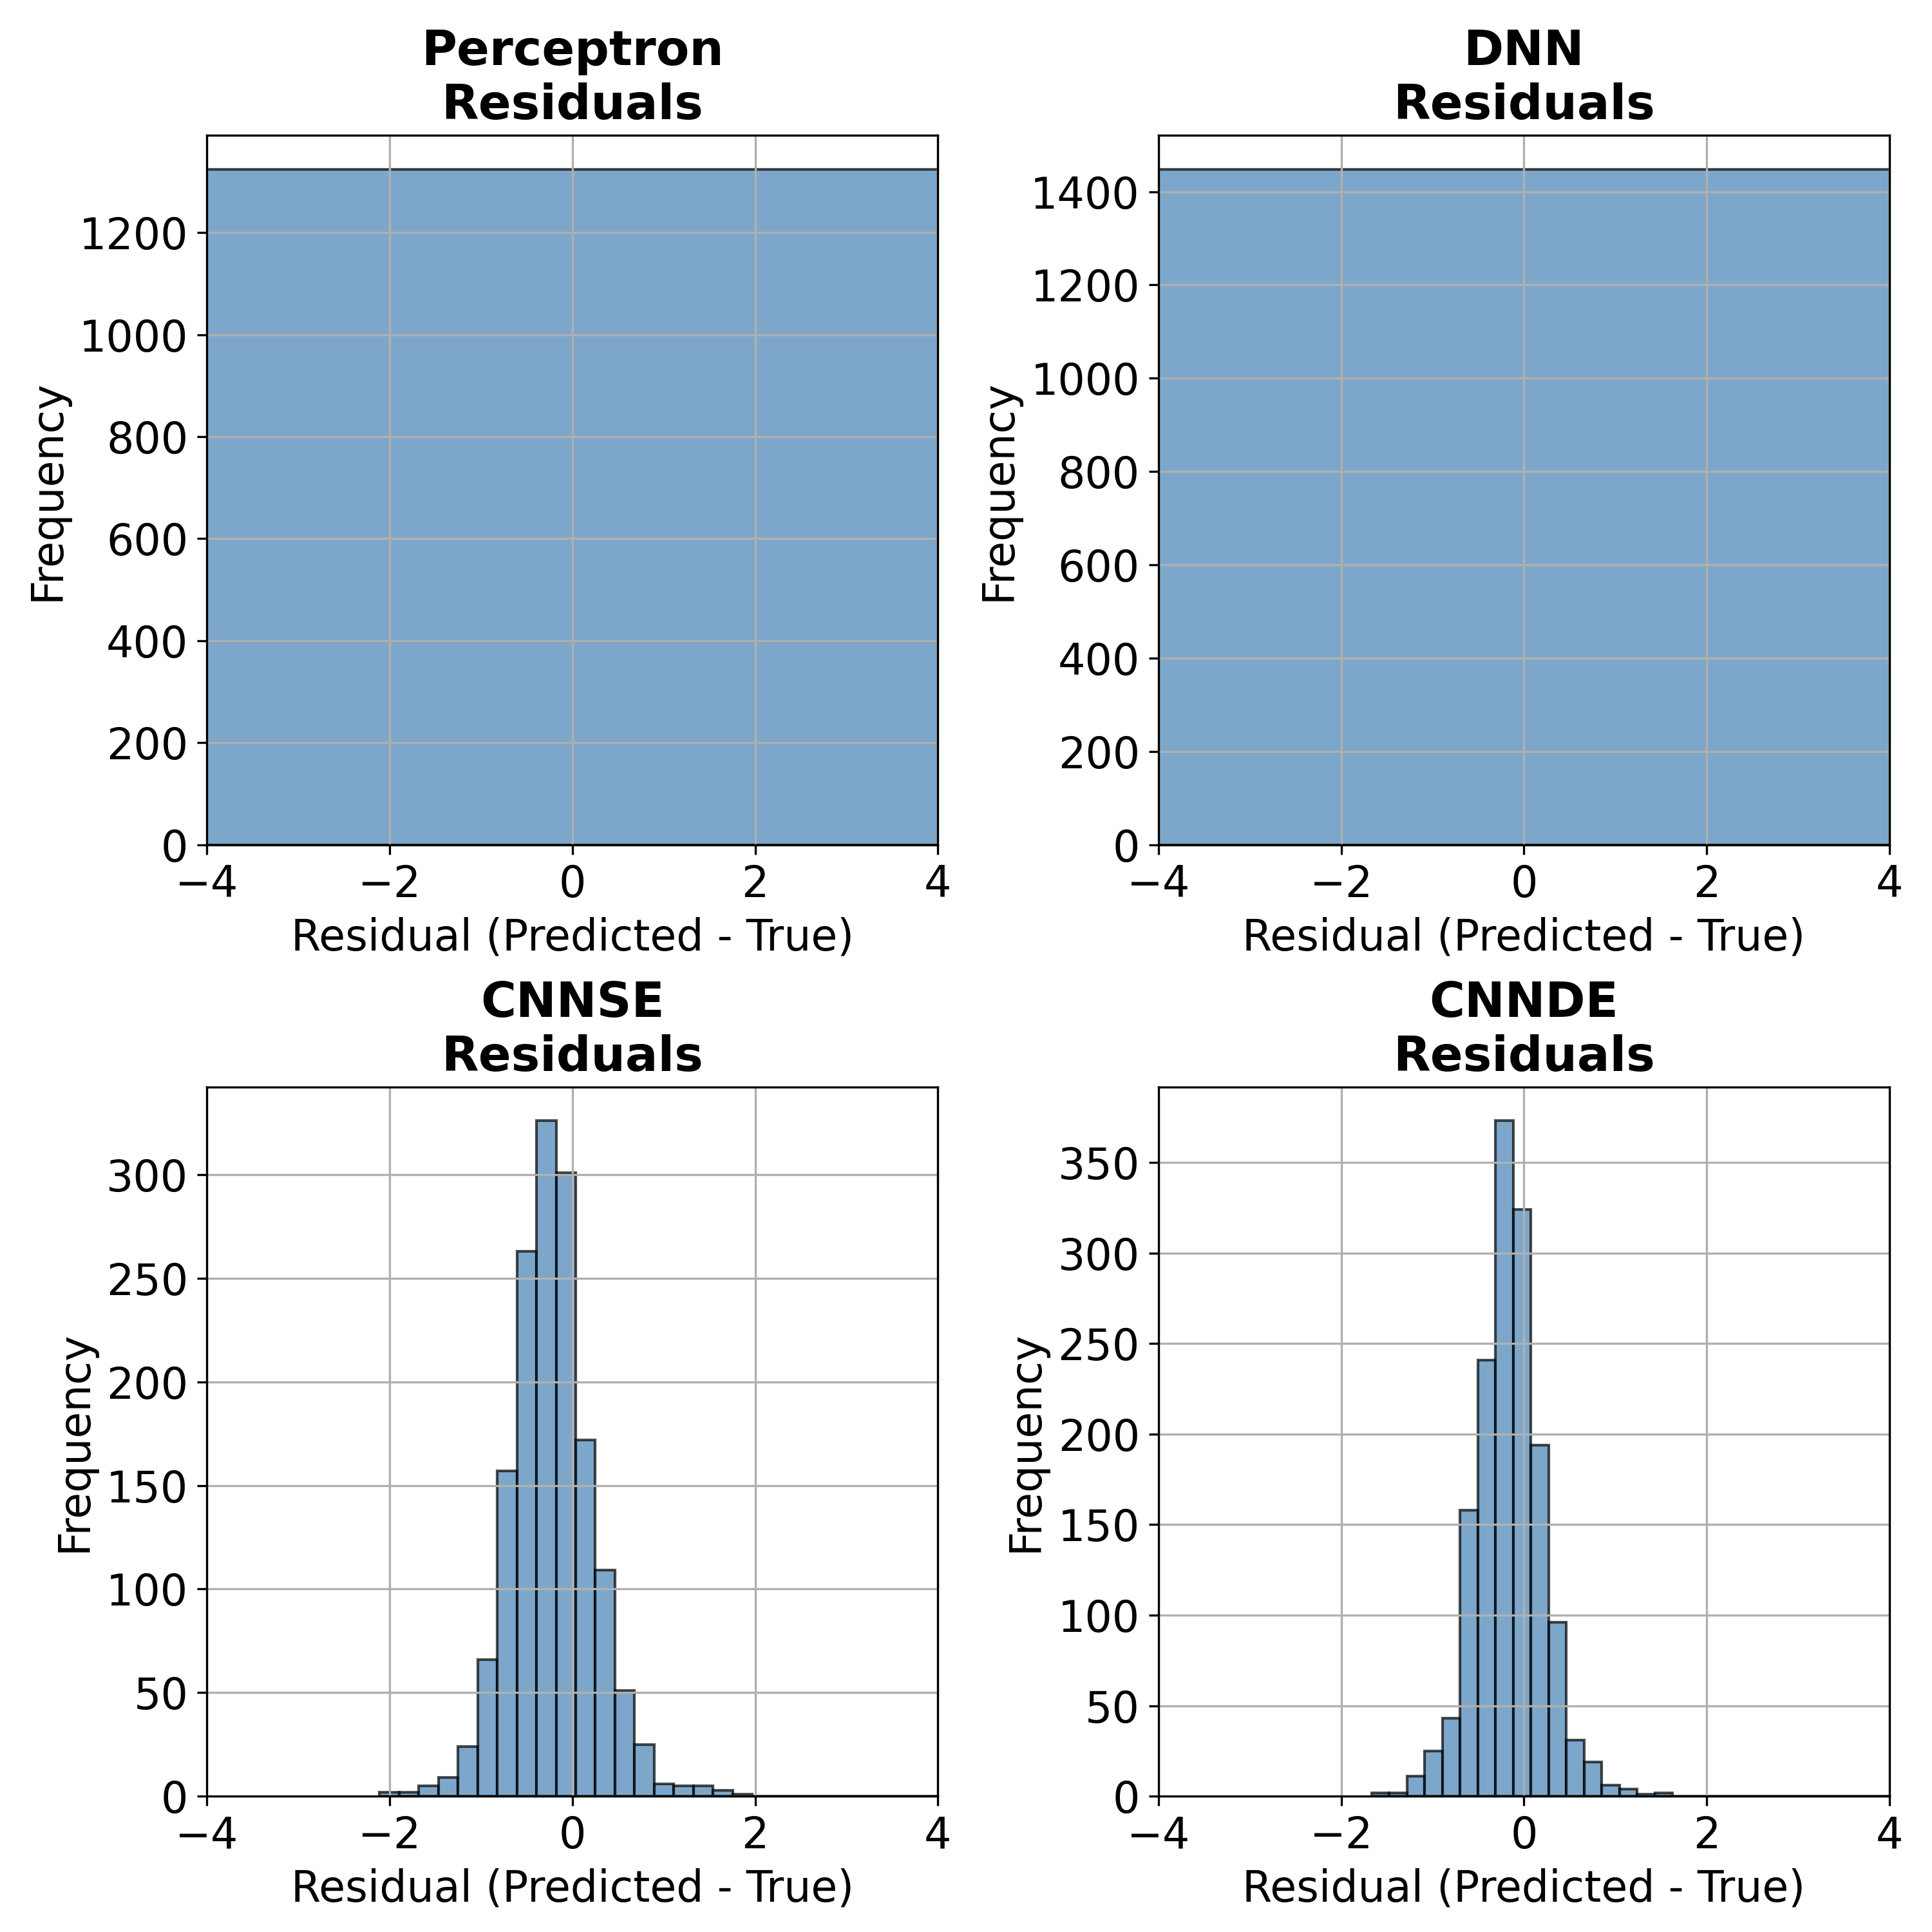 Perceptron
Residuals
Frequency
1200
1000
800
600
400
200
0
−4 −2 0 2 4
Residual (Predicted - True)
DNN
Residuals
Frequency
1400
1200
1000
800
600
400
200
0
−4 −2 0 2 4
Residual (Predicted - True)
CNNSE
Residuals
Frequency
300
250
200
150
100
50
0
−4 −2 0 2 4
Residual (Predicted - True)
CNNDE
Residuals
Frequency
350
300
250
200
150
100
50
0
−4 −2 0 2 4
Residual (Predicted - True)